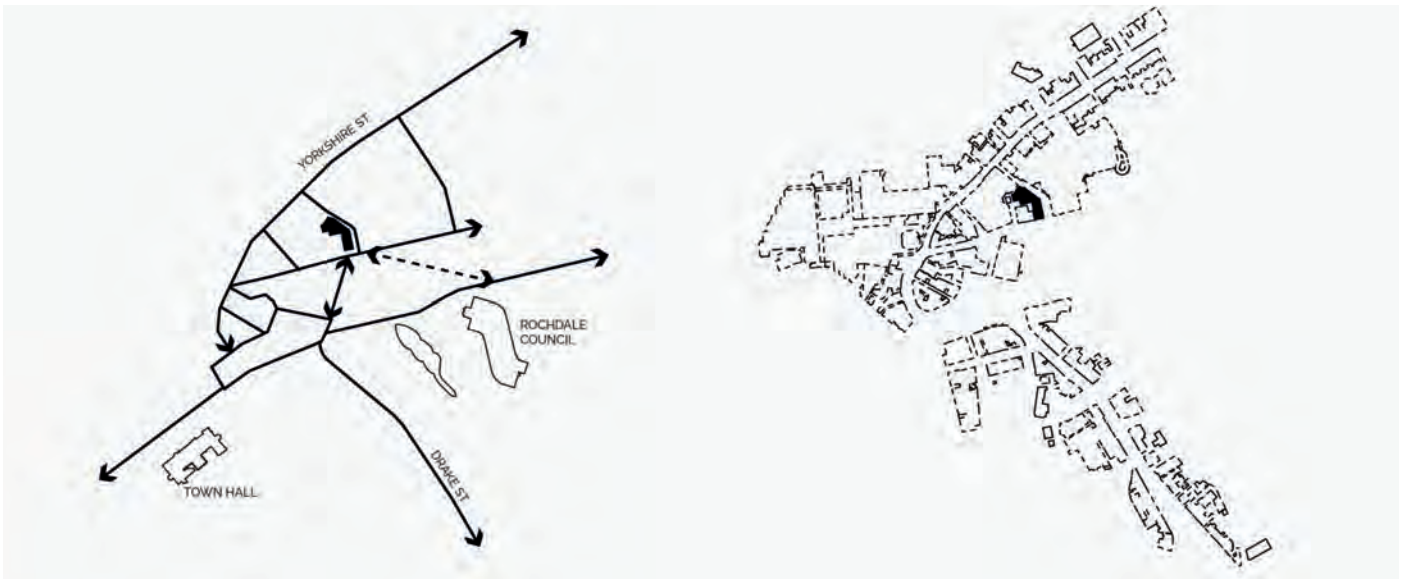 YORKSHIRE ST.
ROCHDALE
COUNCIL
TOWN HALL
DRAKE ST.